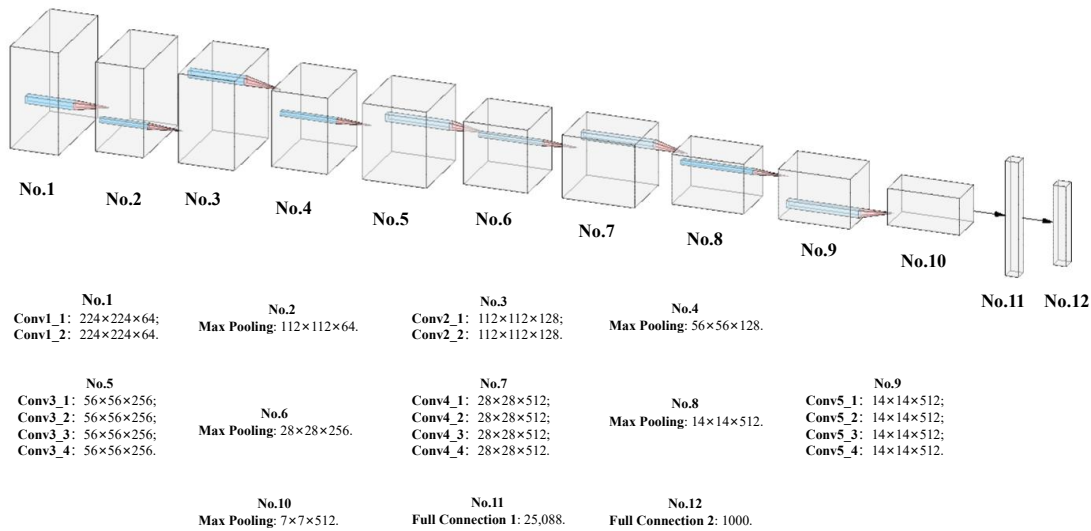 No.1
No.2
No.3
No.4
No.5
No.6
No.7
No.8
No.9
No.10
No.11
No.12
No.1
Conv1_1: 224×224×64;
Conv1_2: 224×224×64.
No.2
Max Pooling: 112×112×64.
No.3
Conv2_1: 112×112×128;
Conv2_2: 112×112×128.
No.4
Max Pooling: 56×56×128.
No.5
Conv3_1: 56×56×256;
Conv3_2: 56×56×256;
Conv3_3: 56×56×256;
Conv3_4: 56×56×256.
No.6
Max Pooling: 28×28×256.
No.7
Conv4_1: 28×28×512;
Conv4_2: 28×28×512;
Conv4_3: 28×28×512;
Conv4_4: 28×28×512.
No.8
Max Pooling: 14×14×512.
No.9
Conv5_1: 14×14×512;
Conv5_2: 14×14×512;
Conv5_3: 14×14×512;
Conv5_4: 14×14×512.
No.10
Max Pooling: 7×7×512.
No.11
Full Connection 1: 25,088.
No.12
Full Connection 2: 1000.